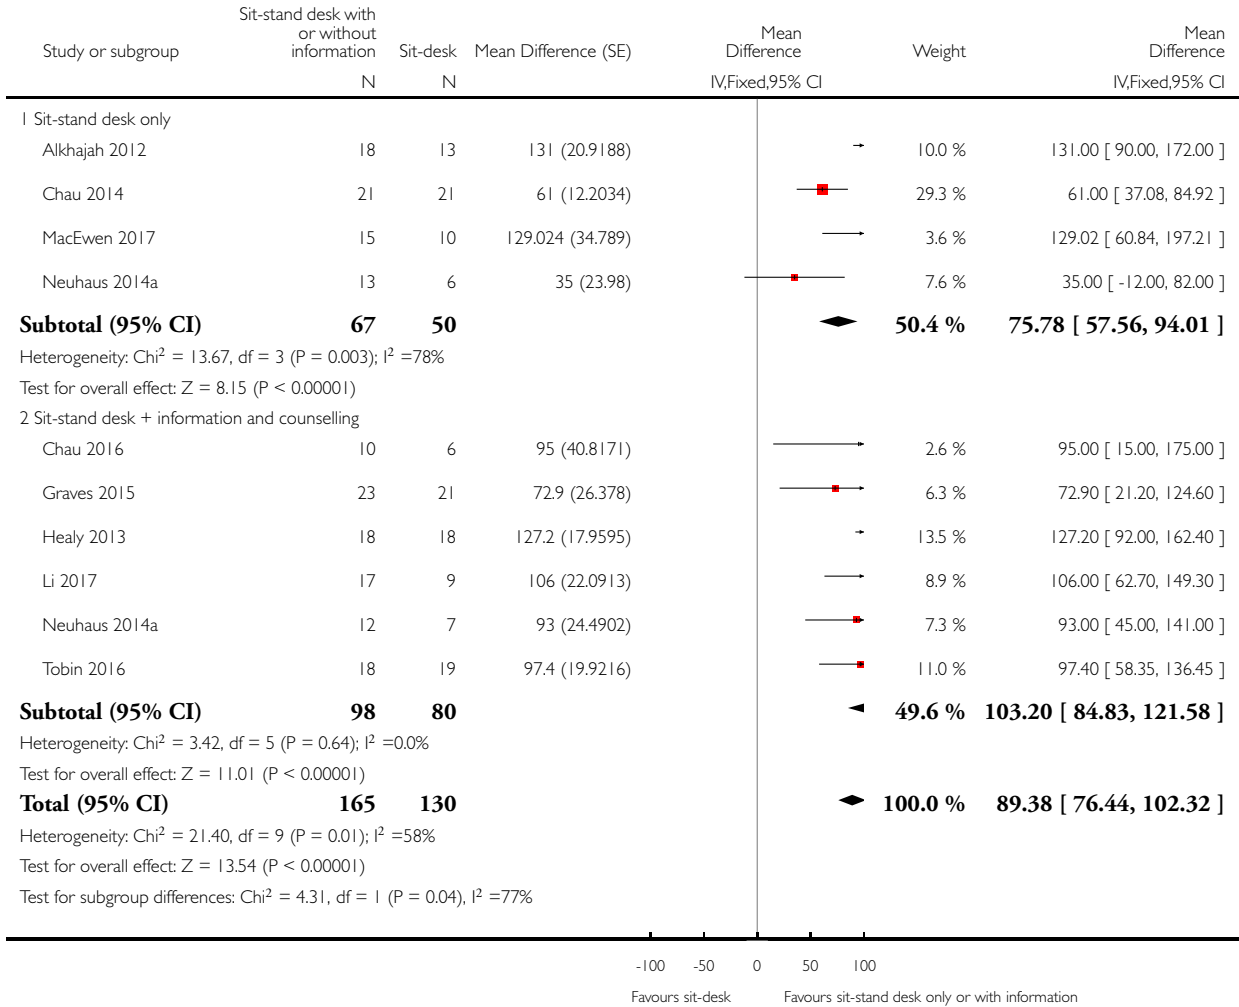 Study or subgroup Sit-stand desk with or without information Sit-desk Mean Difference (SE) Mean Difference Weight Mean Difference
N N IV,Fixed,95% CI IV,Fixed,95% CI
1 Sit-stand desk only
Alkhajah 2012 18 13 131 (20.9188) 10.0 % 131.00 [ 90.00, 172.00 ]
Chau 2014 21 21 61 (12.2034) 29.3 % 61.00 [ 37.08, 84.92 ]
MacEwen 2017 15 10 129.024 (34.789) 3.6 % 129.02 [ 60.84, 197.21 ]
Neuhaus 2014a 13 6 35 (23.98) 7.6 % 35.00 [ -12.00, 82.00 ]
Subtotal (95% CI) 67 50 50.4 % 75.78 [ 57.56, 94.01 ]
Heterogeneity: Chi² = 13.67, df = 3 (P = 0.003); I² =78%
Test for overall effect: Z = 8.15 (P < 0.00001)
2 Sit-stand desk + information and counselling
Chau 2016 10 6 95 (40.8171) 2.6 % 95.00 [ 15.00, 175.00 ]
Graves 2015 23 21 72.9 (26.378) 6.3 % 72.90 [ 21.20, 124.60 ]
Healy 2013 18 18 127.2 (17.9595) 13.5 % 127.20 [ 92.00, 162.40 ]
Li 2017 17 9 106 (22.0913) 8.9 % 106.00 [ 62.70, 149.30 ]
Neuhaus 2014a 12 7 93 (24.4902) 7.3 % 93.00 [ 45.00, 141.00 ]
Tobin 2016 18 19 97.4 (19.9216) 11.0 % 97.40 [ 58.35, 136.45 ]
Subtotal (95% CI) 98 80 49.6 % 103.20 [ 84.83, 121.58 ]
Heterogeneity: Chi² = 3.42, df = 5 (P = 0.64); I² =0.0%
Test for overall effect: Z = 11.01 (P < 0.00001)
Total (95% CI) 165 130 100.0 % 89.38 [ 76.44, 102.32 ]
Heterogeneity: Chi² = 21.40, df = 9 (P = 0.01); I² =58%
Test for overall effect: Z = 13.54 (P < 0.00001)
Test for subgroup differences: Chi² = 4.31, df = 1 (P = 0.04), I² =77%
-100 -50 0 50 100
Favours sit-desk Favours sit-stand desk only or with information